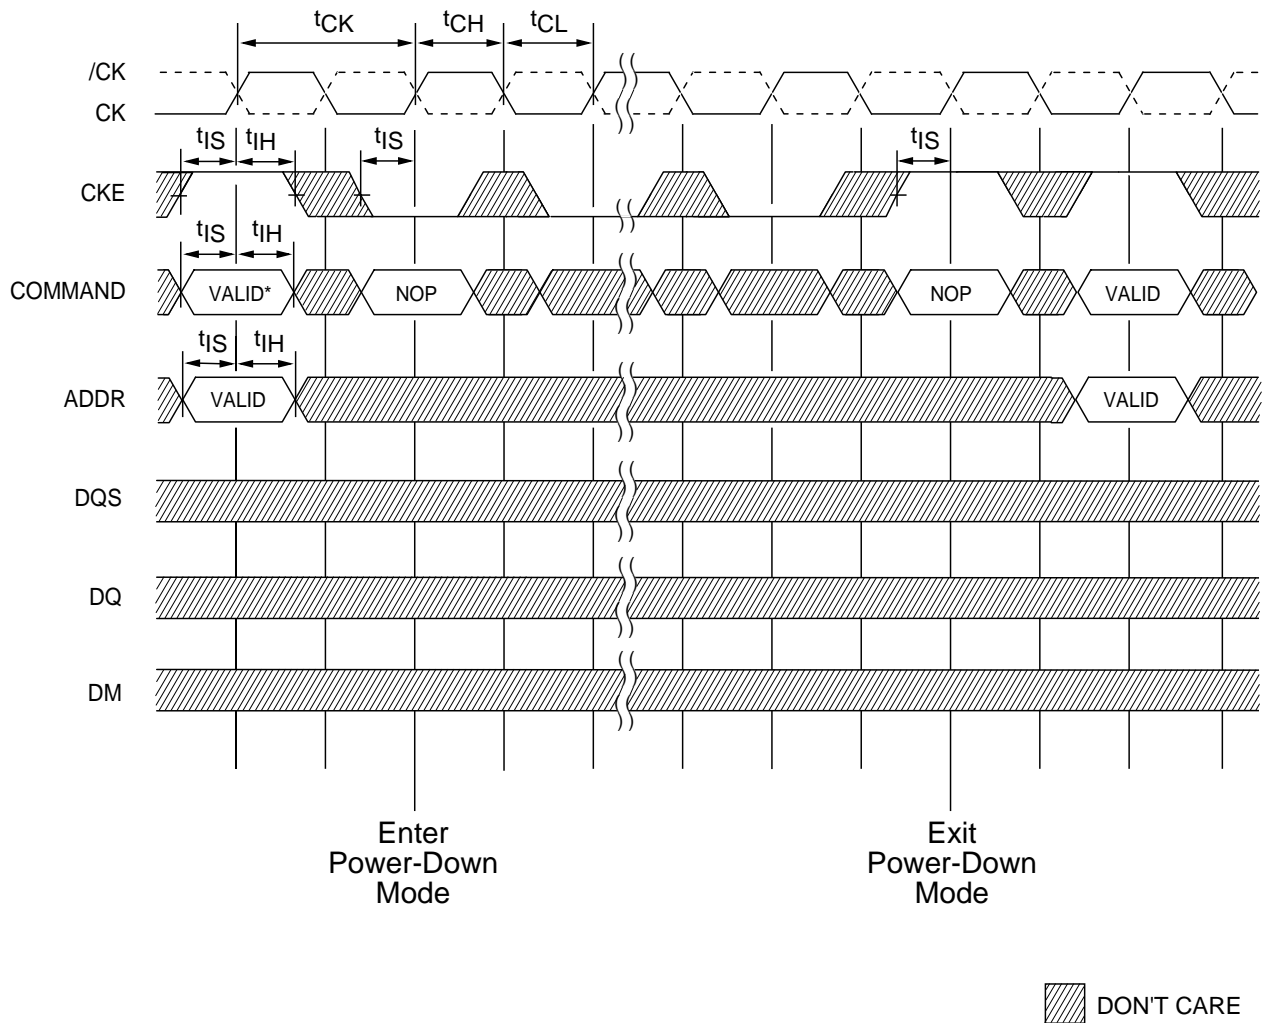 tCK tCH tCL
/CK
CK
tIS tIH tIS tIS
CKE
tIS tIH
COMMAND VALID* NOP NOP VALID
tIS tIH
ADDR VALID VALID
DQS
DQ
DM
Enter
Power-Down
Mode
Exit
Power-Down
Mode
DON'T CARE